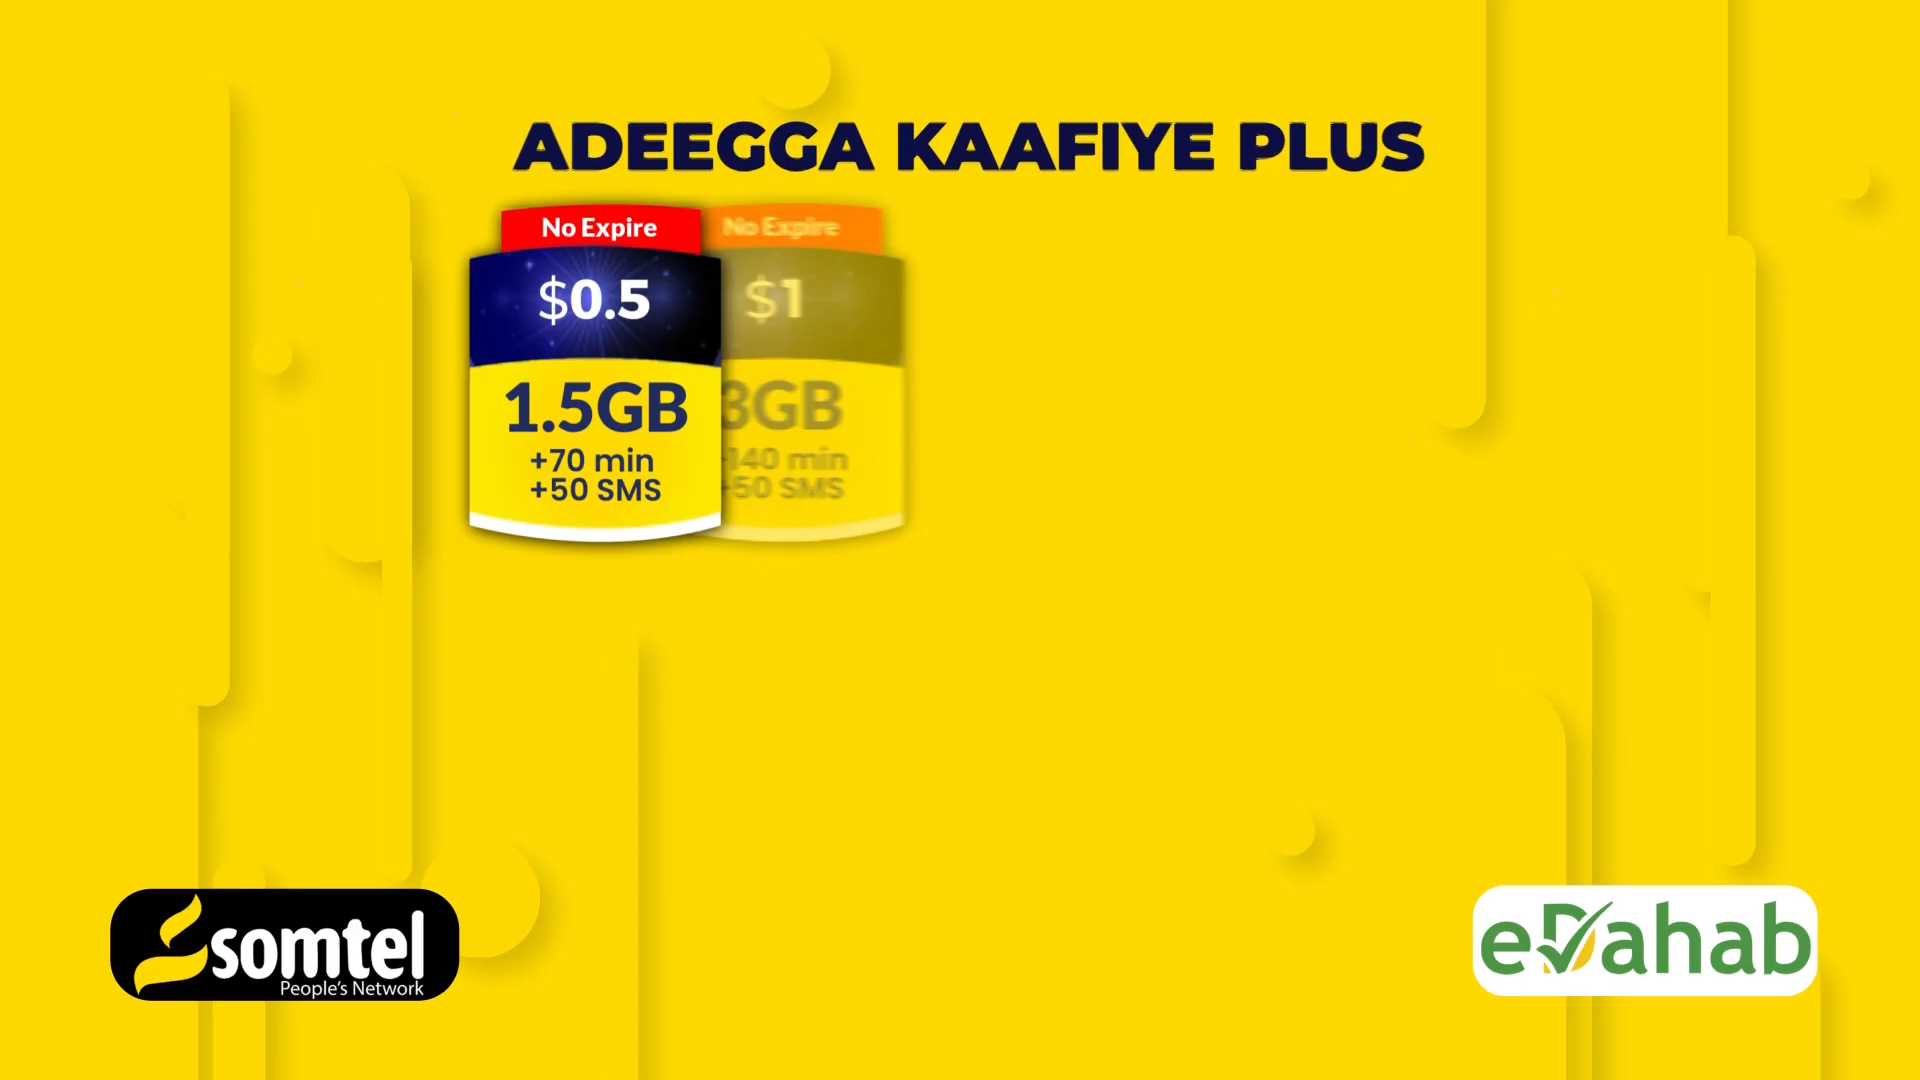 ADEEGGA KAAFIYE PLUS
No Expire
$0.5
1.5GB
+70 min
+50 SMS
No Expire
$1
3GB
140 min
+50 SMS
somtel
People's Network
eDahab